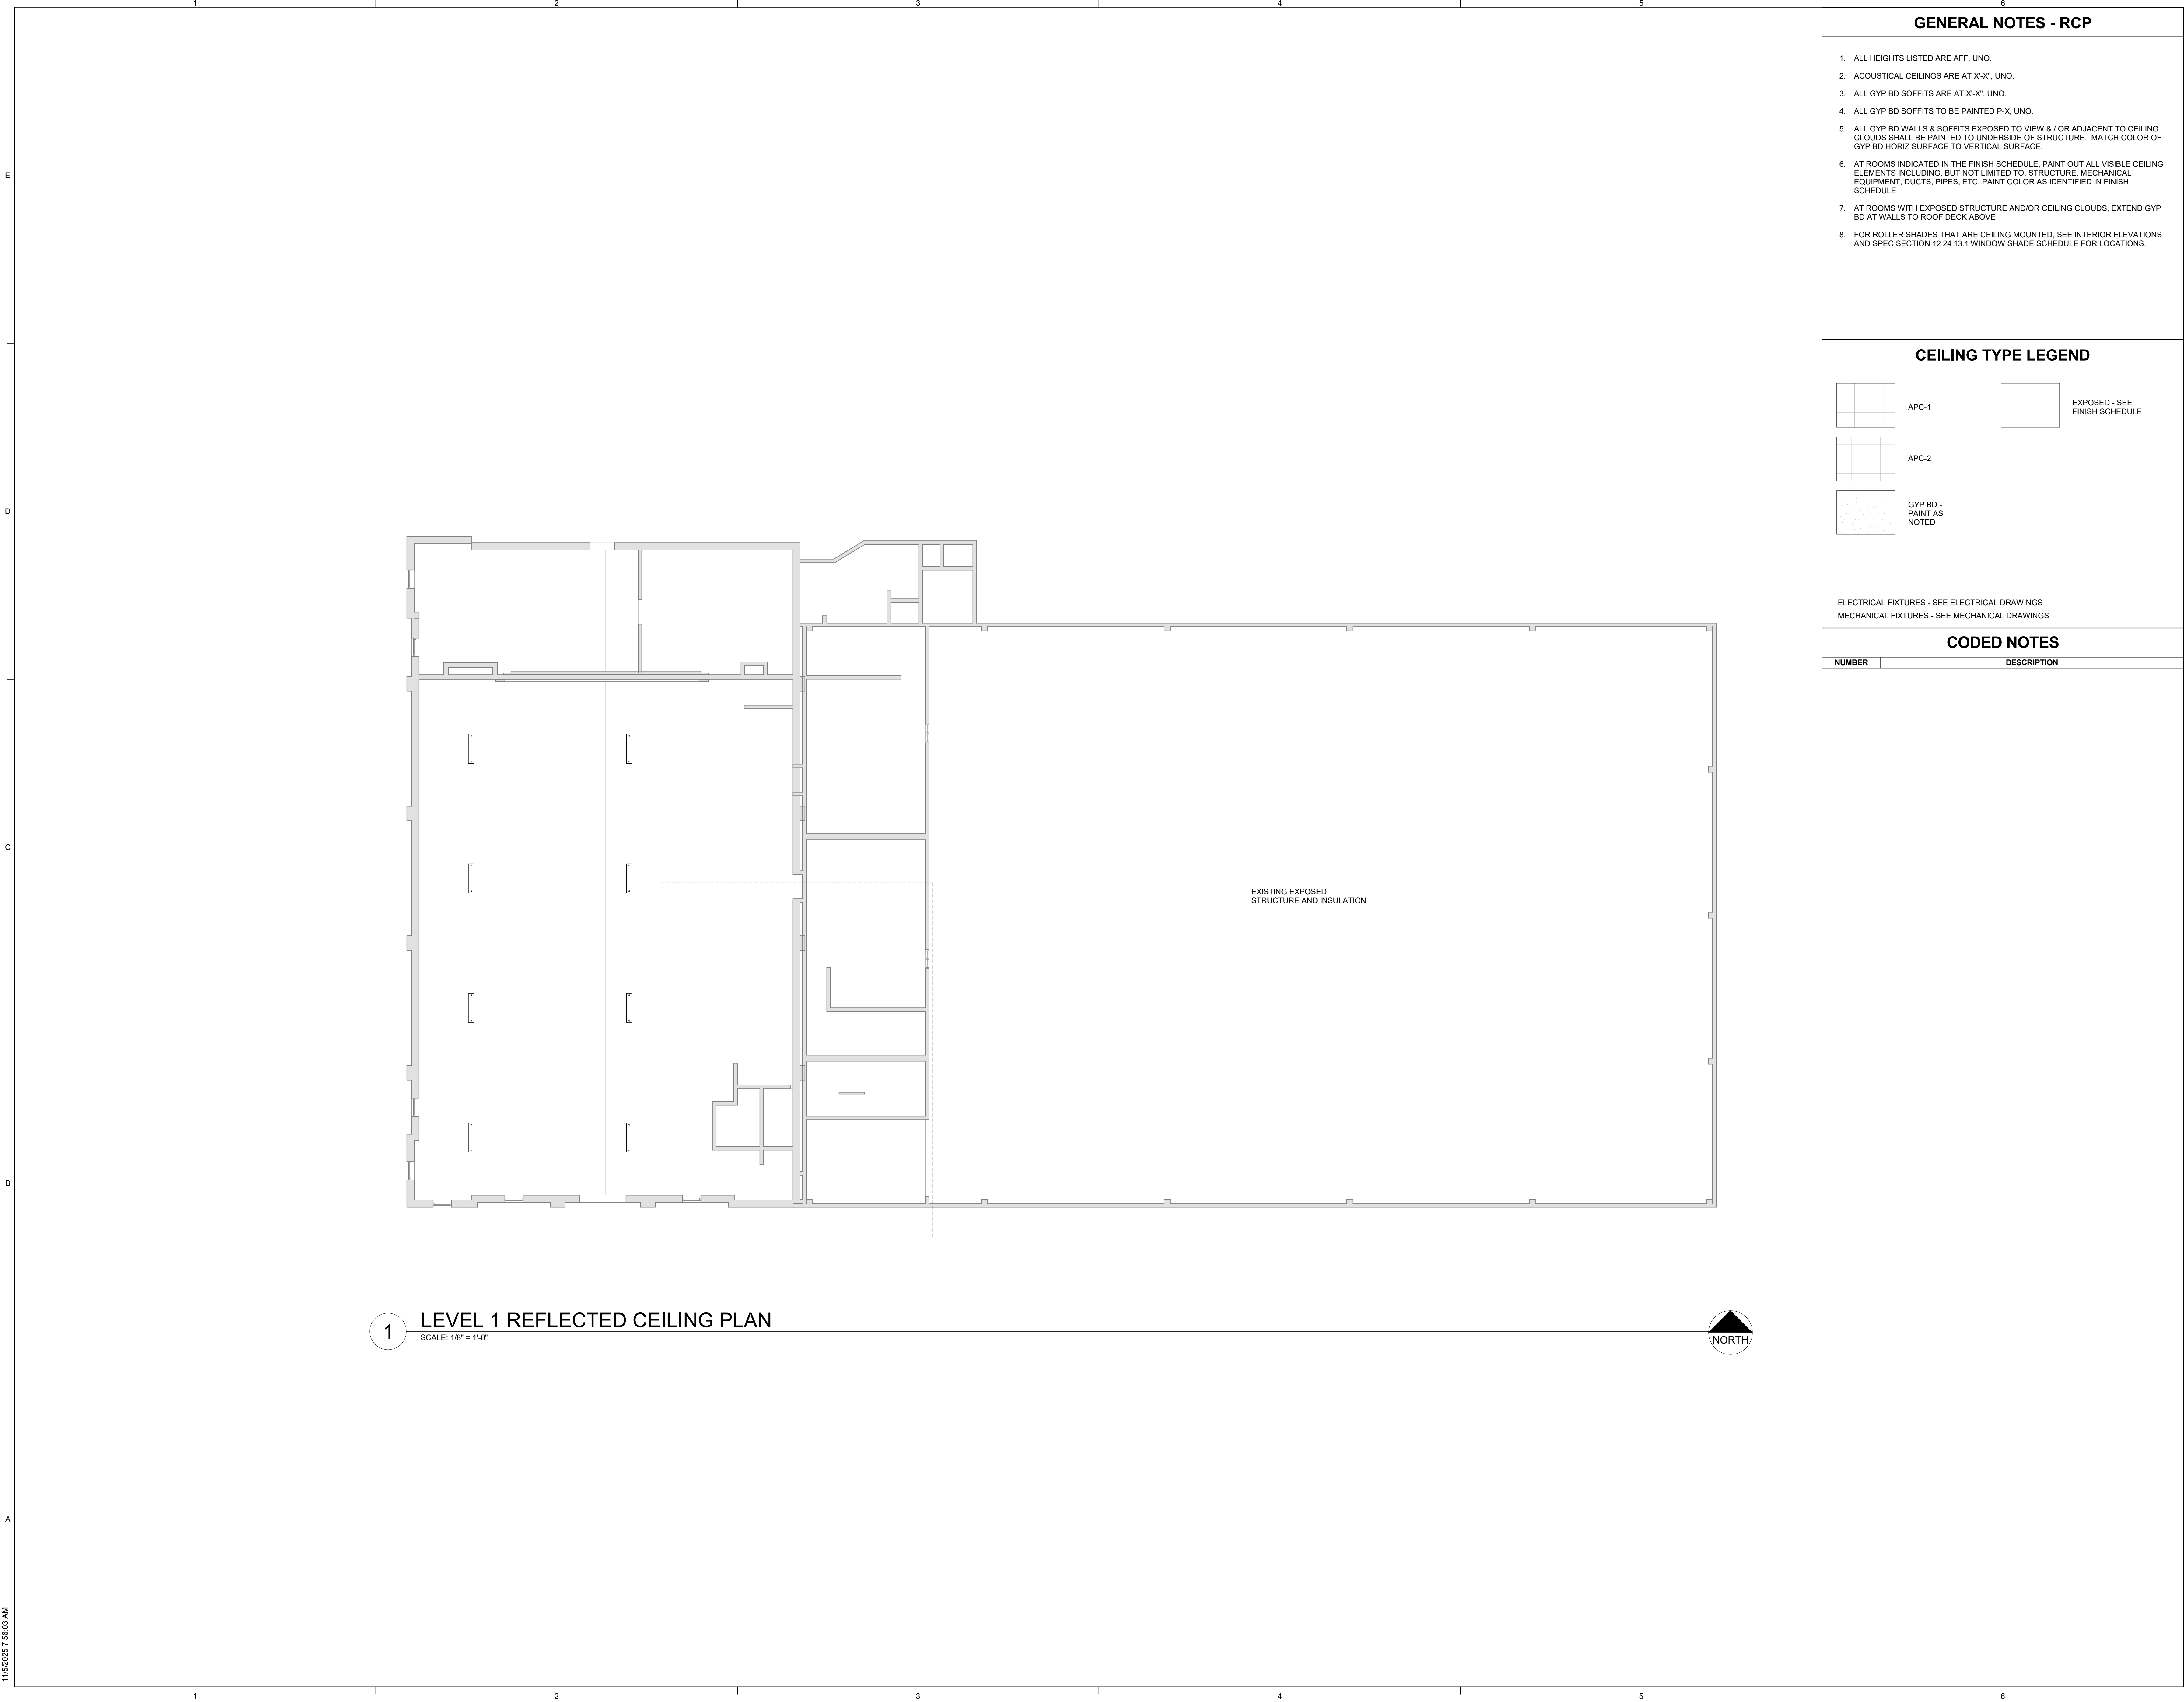 1 2 3 4 5 6
GENERAL NOTES - RCP
1. ALL HEIGHTS LISTED ARE AFF, UNO.
2. ACOUSTICAL CEILINGS ARE AT X'-X", UNO.
3. ALL GYP BD SOFFITS ARE AT X'-X", UNO.
4. ALL GYP BD SOFFITS TO BE PAINTED P-X, UNO.
5. ALL GYP BD WALLS & SOFFITS EXPOSED TO VIEW & / OR ADJACENT TO CEILING
CLOUDS SHALL BE PAINTED TO UNDERSIDE OF STRUCTURE. MATCH COLOR OF
GYP BD HORIZ SURFACE TO VERTICAL SURFACE.
6. AT ROOMS INDICATED IN THE FINISH SCHEDULE, PAINT OUT ALL VISIBLE CEILING
ELEMENTS INCLUDING, BUT NOT LIMITED TO, STRUCTURE, MECHANICAL
EQUIPMENT, DUCTS, PIPES, ETC. PAINT COLOR AS IDENTIFIED IN FINISH
SCHEDULE
7. AT ROOMS WITH EXPOSED STRUCTURE AND/OR CEILING CLOUDS, EXTEND GYP
BD AT WALLS TO ROOF DECK ABOVE
8. FOR ROLLER SHADES THAT ARE CEILING MOUNTED, SEE INTERIOR ELEVATIONS
AND SPEC SECTION 12 24 13.1 WINDOW SHADE SCHEDULE FOR LOCATIONS.
CEILING TYPE LEGEND
APC-1
EXPOSED - SEE
FINISH SCHEDULE
APC-2
GYP BD -
PAINT AS
NOTED
ELECTRICAL FIXTURES - SEE ELECTRICAL DRAWINGS
MECHANICAL FIXTURES - SEE MECHANICAL DRAWINGS
CODED NOTES
NUMBER DESCRIPTION
E
D
C
B
A
EXISTING EXPOSED
STRUCTURE AND INSULATION
1 LEVEL 1 REFLECTED CEILING PLAN
SCALE: 1/8" = 1'-0"
NORTH
11/5/2025 7:56:03 AM
1 2 3 4 5 6